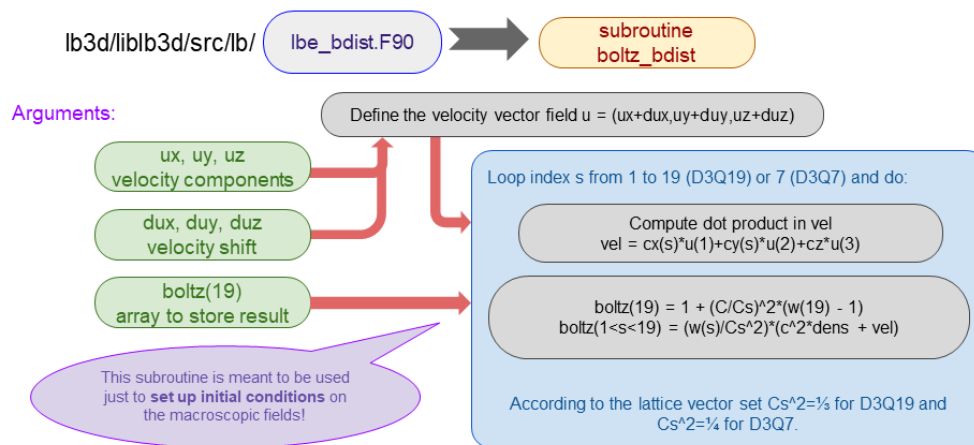 lb3d/liblb3d/src/lb/
lbe_bdist.F90
subroutine
boltz_bdist
Arguments:
Define the velocity vector field u = (ux+dux,uy+duy,uz+duz)
ux, uy, uz
velocity components
dux, duy, duz
velocity shift
boltz(19)
array to store result
Loop index s from 1 to 19 (D3Q19) or 7 (D3Q7) and do:
Compute dot product in vel
vel = cx(s)*u(1)+cy(s)*u(2)+cz*u(3)
boltz(19) = 1 + (C/Cs)^2*(w(19) - 1)
boltz(1<s<19) = (w(s)/Cs^2)*(c^2*dens + vel)
According to the lattice vector set Cs^2=⅓ for D3Q19 and
Cs^2=¼ for D3Q7.
This subroutine is meant to be used
just to set up initial conditions on
the macroscopic fields!